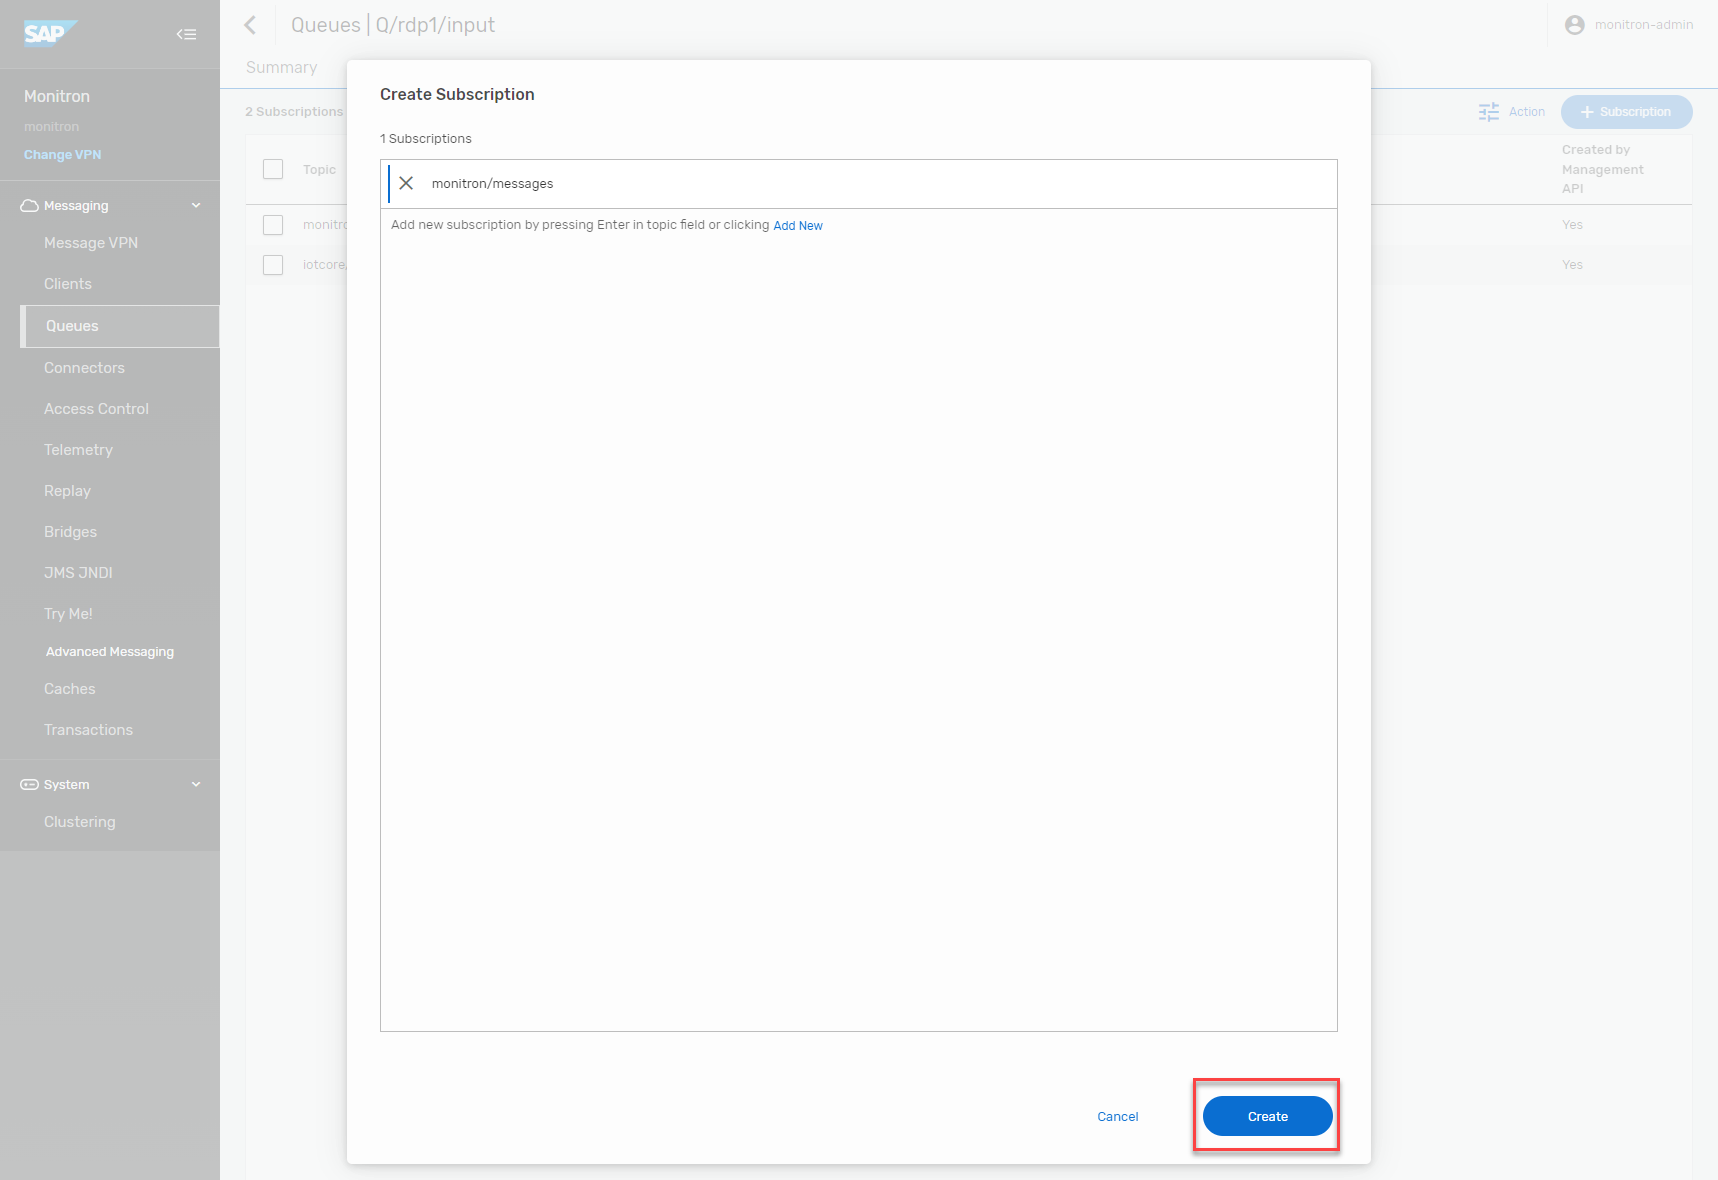 SAP
Monitron
monitron
Change VPN
Messaging
Message VPN
Clients
Queues
Connectors
Access Control
Telemetry
Replay
Bridges
JMS JNDI
Try Me!
Advanced Messaging
Caches
Transactions
System
Clustering
Queues | Q/rdp1/input
monitron-admin
Summary
2 Subscriptions
Action
Subscription
Topic
Created by
Management
API
Yes
iotcore/
Yes
Create Subscription
1 Subscriptions
monitron/messages
Add new subscription by pressing Enter in topic field or clicking Add New
Cancel
Create